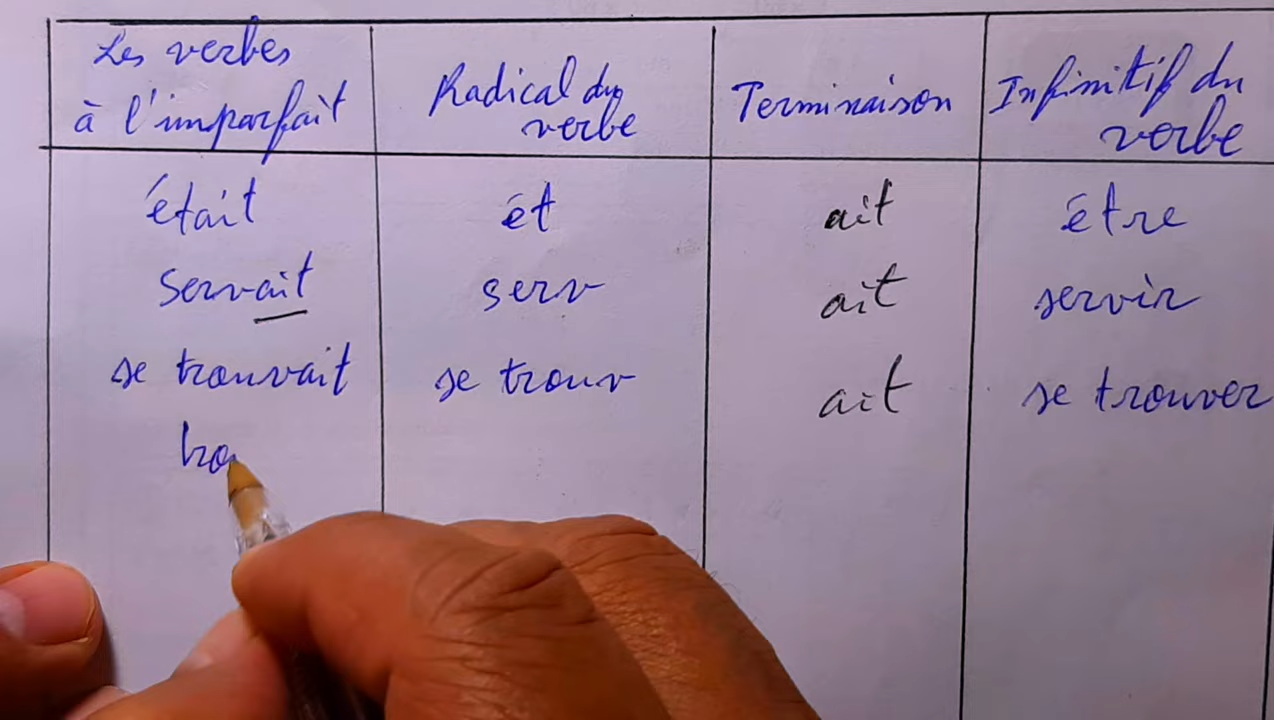 Les verbes
à l'imparfait
Radical du
verbe
Terminaison
Infinitif du
verbe
était ét ait être
servait serv ait servir
se trouvait se trouv ait se trouver